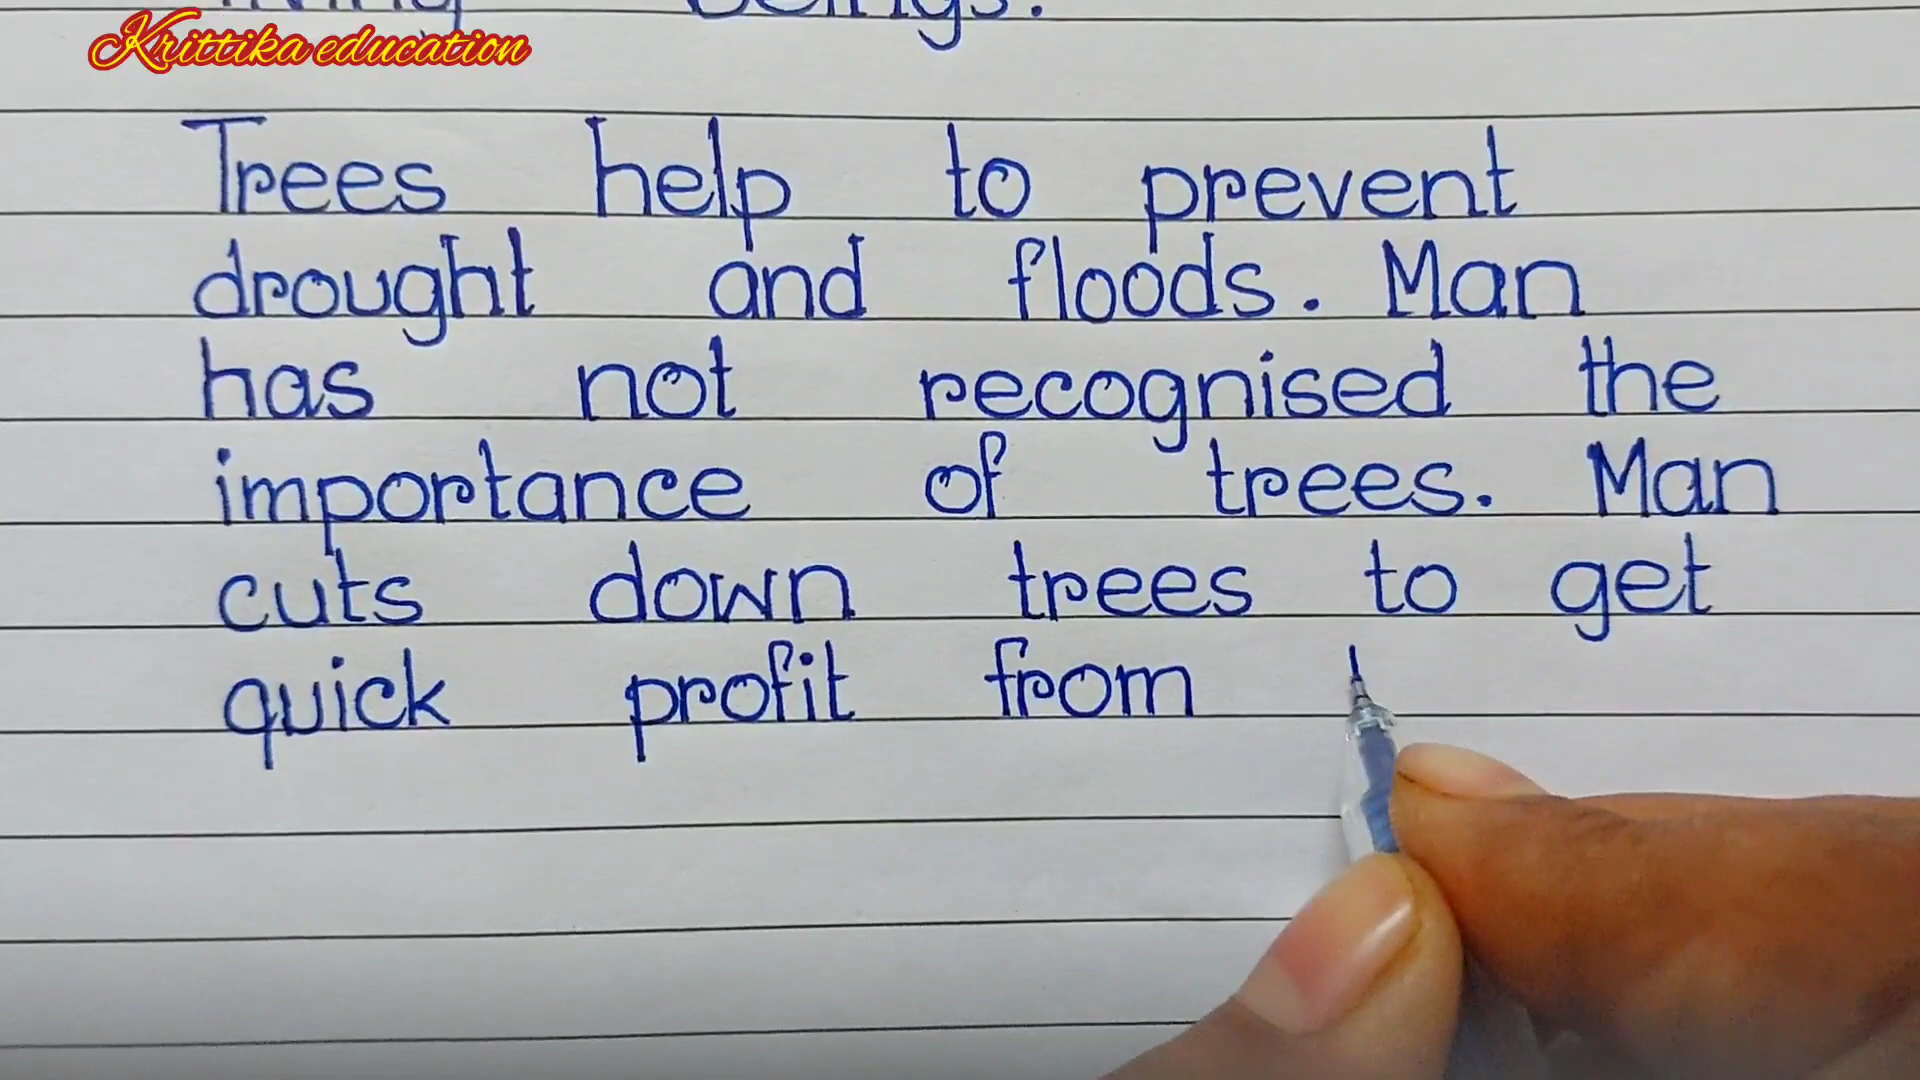 beings.
Krittika education
Trees help to prevent
drought and floods. Man
has not recognised the
importance of trees. Man
cuts down trees to get
quick profit from